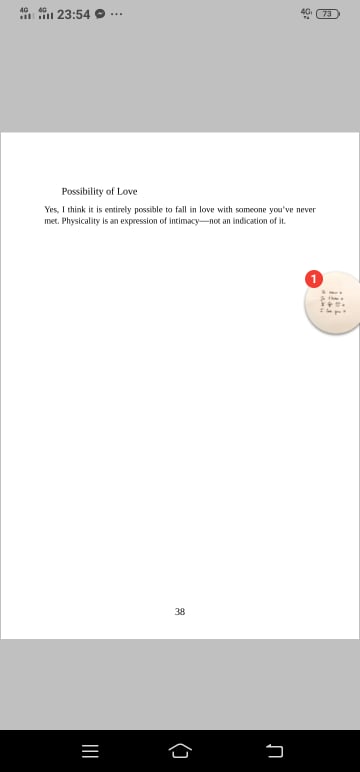 4G 4G 23:54 ... 4G 73
Possibility of Love
Yes, I think it is entirely possible to fall in love with someone you’ve never
met. Physicality is an expression of intimacy—not an indication of it.
1
38